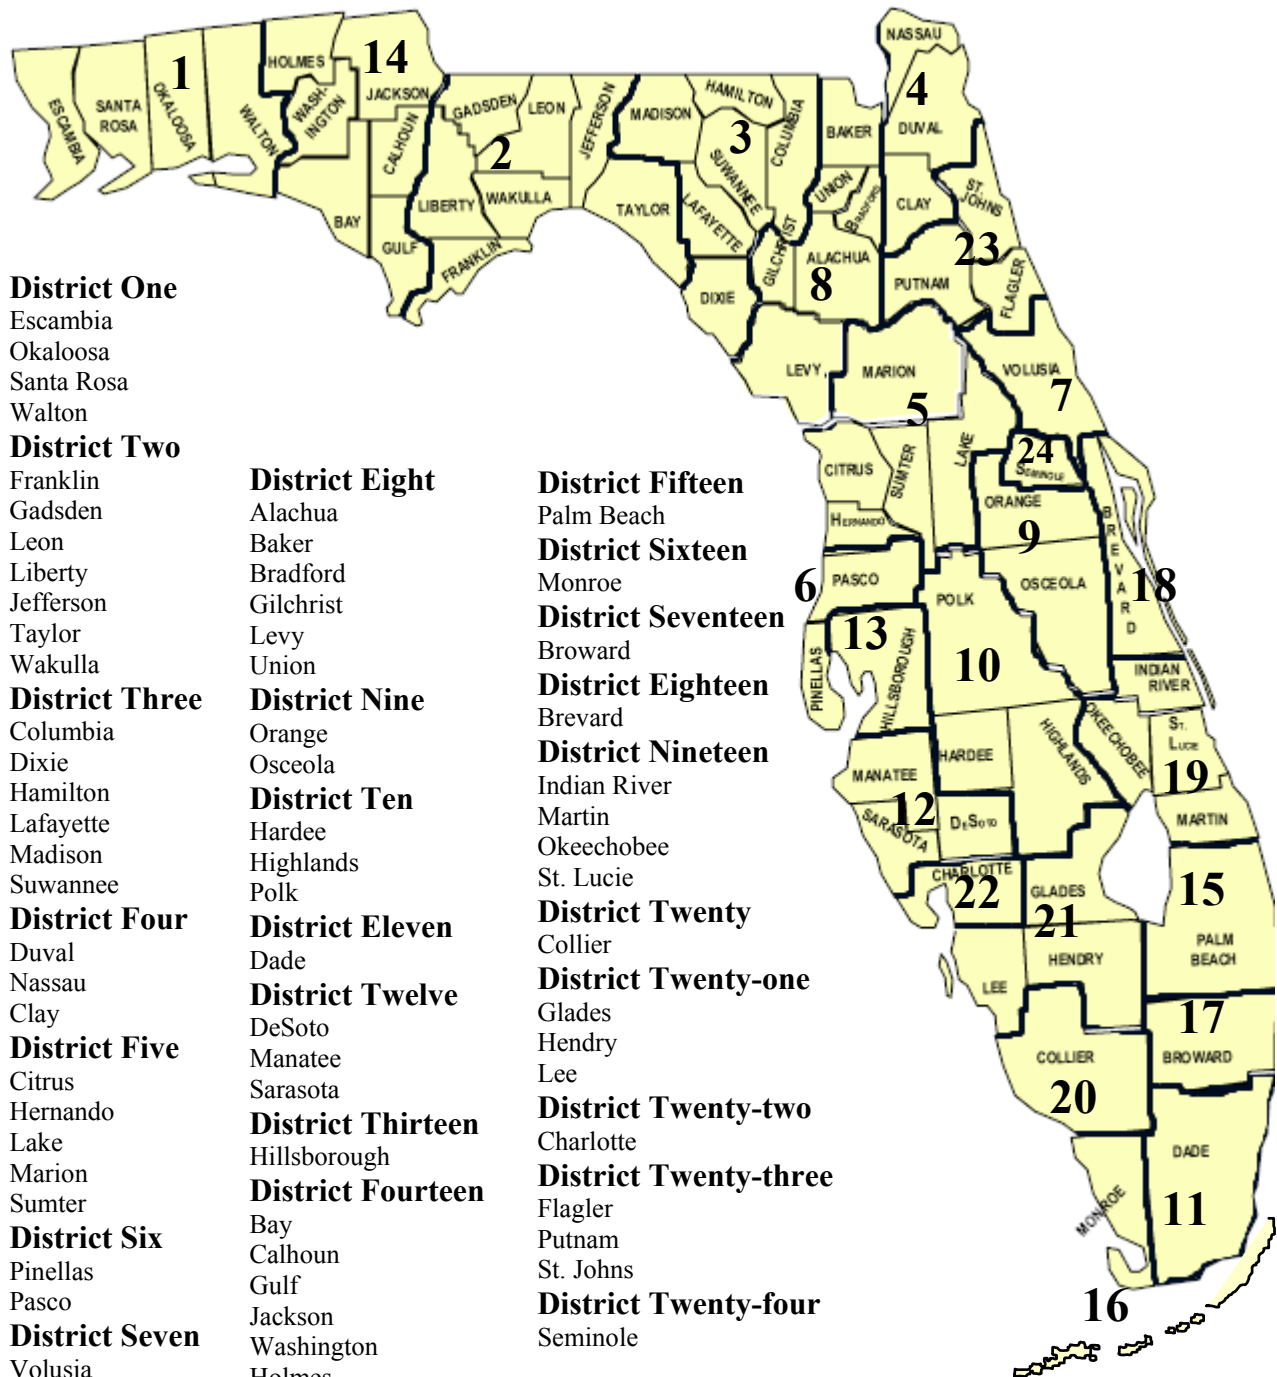 NASSAU
HOLMES
14
1
4
WASH-
INGTON
JACKSON
GADSDEN
LEON
JEFFERSON
MADISON
HAMILTON
COLUMBIA
BAKER
DUVAL
ESCAMBIA
SANTA
ROSA
OKALOOSA
WALTON
CALHOUN
2
3
SUWANNEE
UNION
BRADFORD
CLAY
ST.
JOHNS
BAY
GULF
LIBERTY
WAKULLA
FRANKLIN
TAYLOR
LAFAYETTE
GILCHRIST
ALACHUA
8
23
PUTNAM
FLAGLER
DIXIE
LEVY
MARION
5
VOLUSIA
7
CITRUS
SUMTER
LAKE
24
SEMINOLE
ORANGE
9
HERNANDO
BREVARD
18
6
PASCO
POLK
OSCEOLA
13
10
PINELLAS
HILLSBOROUGH
INDIAN
RIVER
OKEECHOBEE
ST.
LUCIE
19
MANATEE
HARDEE
HIGHLANDS
12
SARASOTA
DESOTO
MARTIN
CHARLOTTE
22
GLADES
21
15
PALM
BEACH
HENDRY
LEE
17
COLLIER
20
BROWARD
DADE
11
MONROE
16
District One
Escambia
Okaloosa
Santa Rosa
Walton
District Two
Franklin
Gadsden
Leon
Liberty
Jefferson
Taylor
Wakulla
District Three
Columbia
Dixie
Hamilton
Lafayette
Madison
Suwannee
District Four
Duval
Nassau
Clay
District Five
Citrus
Hernando
Lake
Marion
Sumter
District Six
Pinellas
Pasco
District Seven
Volusia
District Eight
Alachua
Baker
Bradford
Gilchrist
Levy
Union
District Nine
Orange
Osceola
District Ten
Hardee
Highlands
Polk
District Eleven
Dade
District Twelve
DeSoto
Manatee
Sarasota
District Thirteen
Hillsborough
District Fourteen
Bay
Calhoun
Gulf
Jackson
Washington
Holmes
District Fifteen
Palm Beach
District Sixteen
Monroe
District Seventeen
Broward
District Eighteen
Brevard
District Nineteen
Indian River
Martin
Okeechobee
St. Lucie
District Twenty
Collier
District Twenty-one
Glades
Hendry
Lee
District Twenty-two
Charlotte
District Twenty-three
Flagler
Putnam
St. Johns
District Twenty-four
Seminole